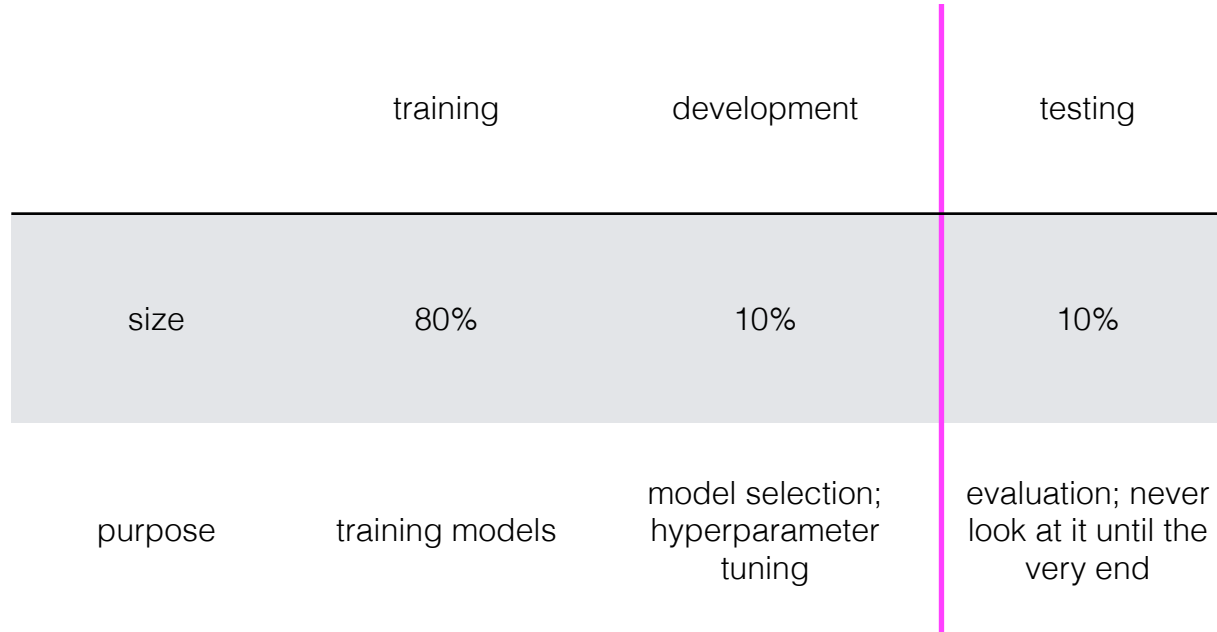 training development testing
size 80% 10% 10%
purpose training models
model selection;
hyperparameter
tuning
evaluation; never
look at it until the
very end